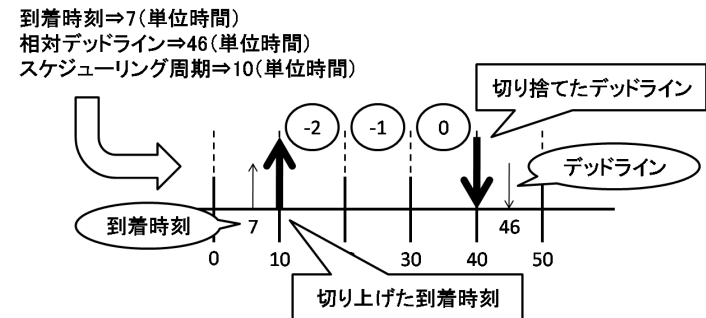 到着時刻⇒7(単位時間)
相対デッドライン⇒46(単位時間)
スケジューリング周期⇒10(単位時間)
切り捨てたデッドライン
-2 -1 0
デッドライン
到着時刻
7 46
0 10 30 40 50
切り上げた到着時刻